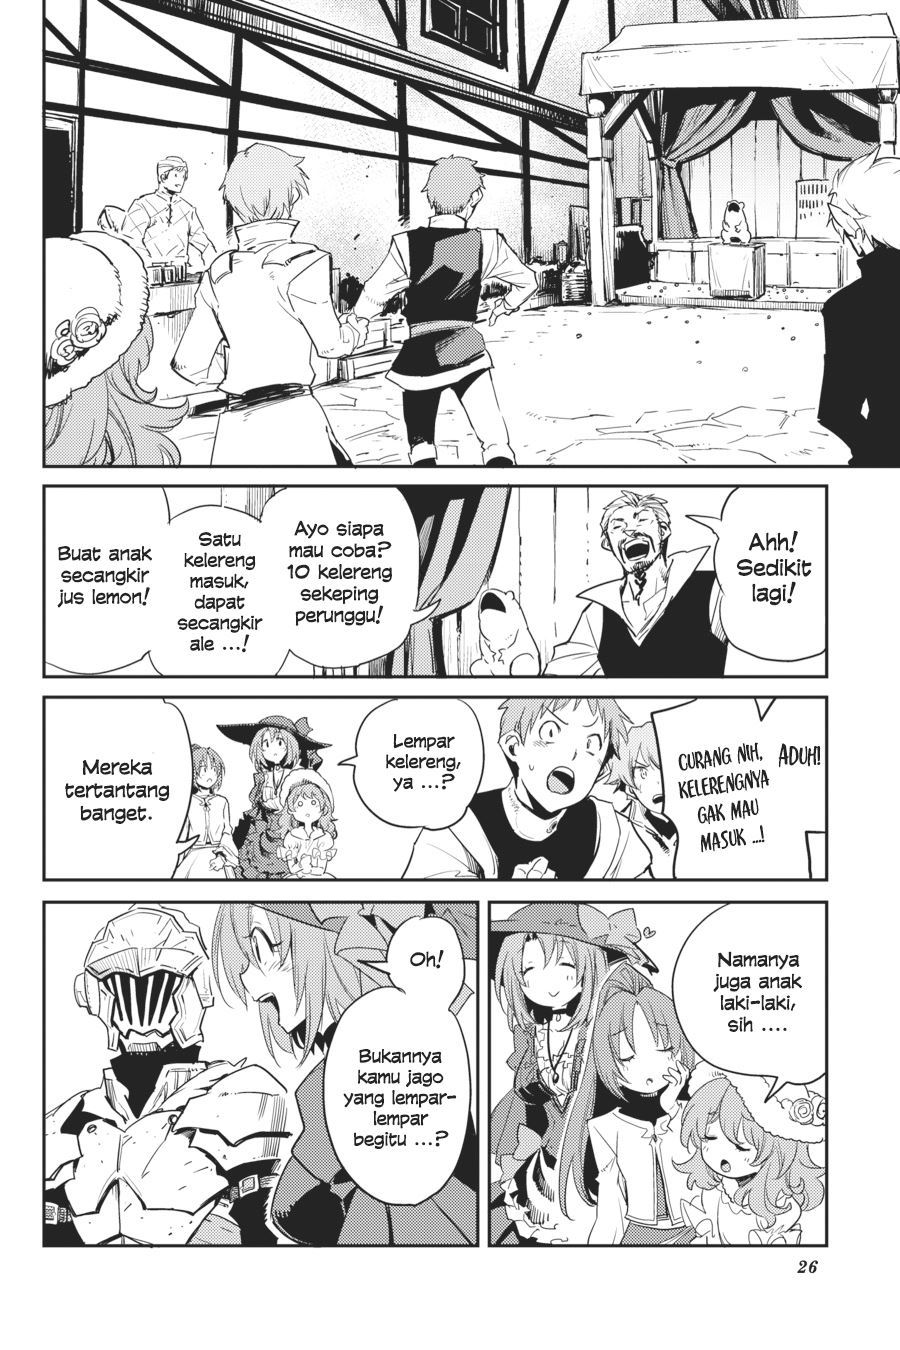 Ahh!
Sedikit
lagi!
Ayo siapa
mau coba?
10 kelereng
sekeping
perunggu!
Satu
kelereng
masuk,
dapat
secangkir
ale ...!
Buat anak
secangkir
jus lemon!
ADUH!
CURANG NIH,
KELERENGNYA
GAK MAU
MASUK ...!
Lempar
kelereng,
ya ....?
Mereka
tertantang
banget.
Namanya
juga anak
laki-laki,
sih ....
Oh!
Bukannya
kamu jago
yang lempar-
lempar
begitu ....?
26